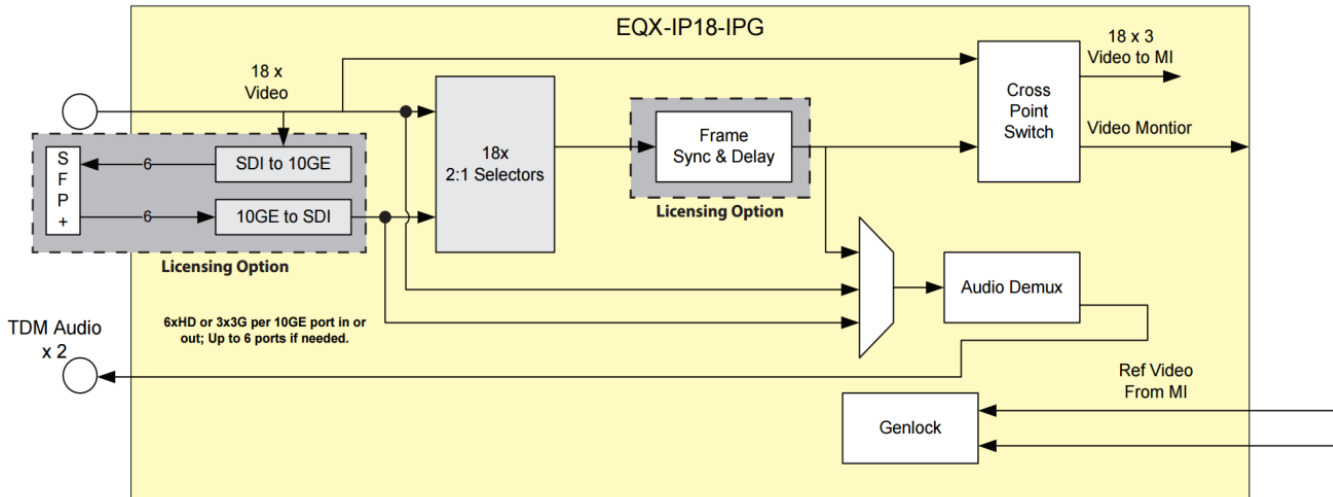 EQX-IP18-IPG
18 x
Video
18 x 3
Video to MI
Cross
Point
Switch
Video Montior
S
F
P
+
6
SDI to 10GE
6
10GE to SDI
Licensing Option
18x
2:1 Selectors
Frame
Sync & Delay
Licensing Option
6xHD or 3x3G per 10GE port in or
out; Up to 6 ports if needed.
Audio Demux
TDM Audio
x 2
Ref Video
From MI
Genlock